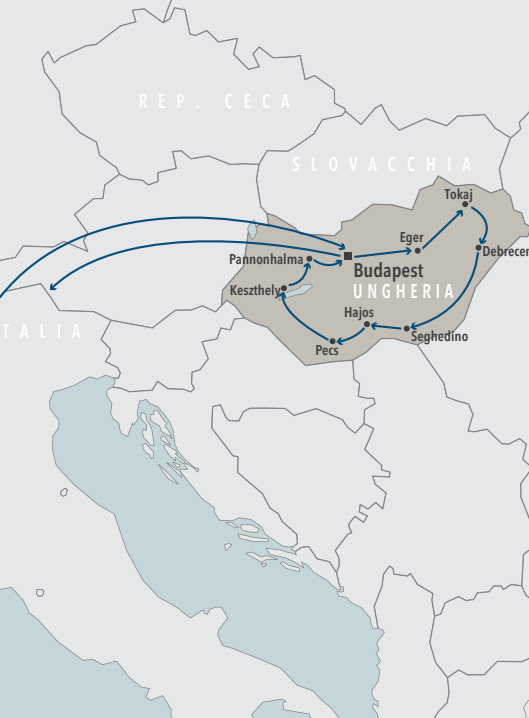 REP. CECA
SLOVACCHIA
Tokaj
Eger
Debrecen
Pannonhalma
Budapest
Keszthely
UNGHERIA
Hajos
TALIA
Seghedino
Pecs